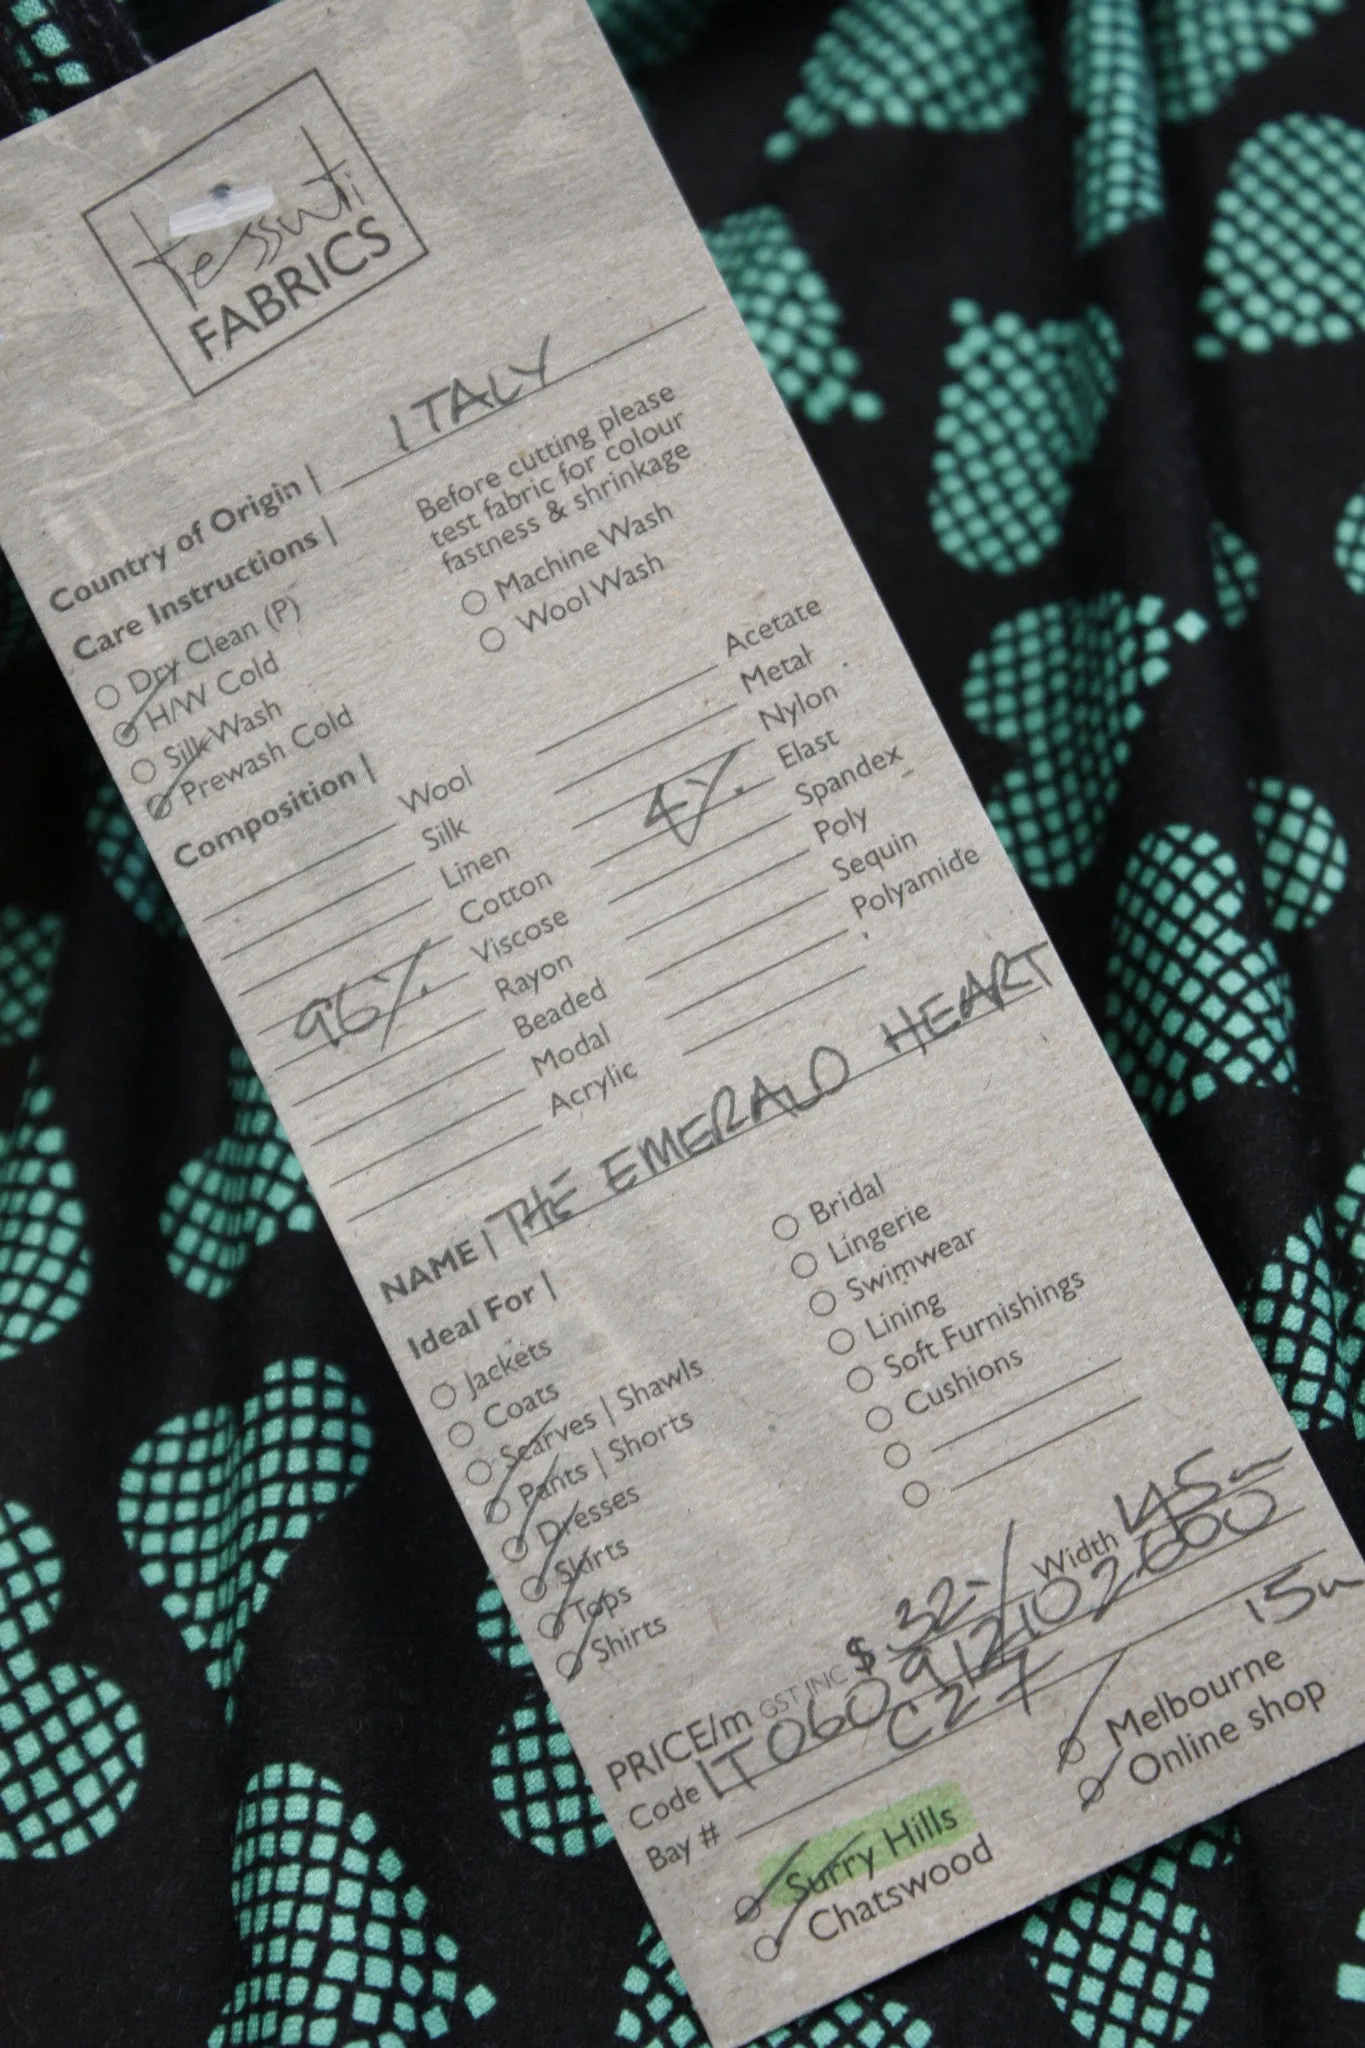 tessuti
FABRICS
Country of Origin | ITALY
Care Instructions |
Before cutting please
test fabric for colour
fastness & shrinkage
Dry Clean (P)
H/W Cold
Silk Wash
Prewash Cold
Machine Wash
Wool Wash
Composition |
Wool
Silk
Linen
Cotton
96% Viscose
Rayon
Beaded
Modal
Acrylic
Acetate
Metal
Nylon
4% Elast
Spandex
Poly
Sequin
Polyamide
NAME | THE EMERALD HEART
Ideal For |
Jackets
Coats
Scarves | Shawls
Pants | Shorts
Dresses
Skirts
Tops
Shirts
Bridal
Lingerie
Swimwear
Lining
Soft Furnishings
Cushions
PRICE/m GST INC $ 32-/ Width 145cm
Code IT060912102600
Bay # C27 15m
Surry Hills
Chatswood
Melbourne
Online shop